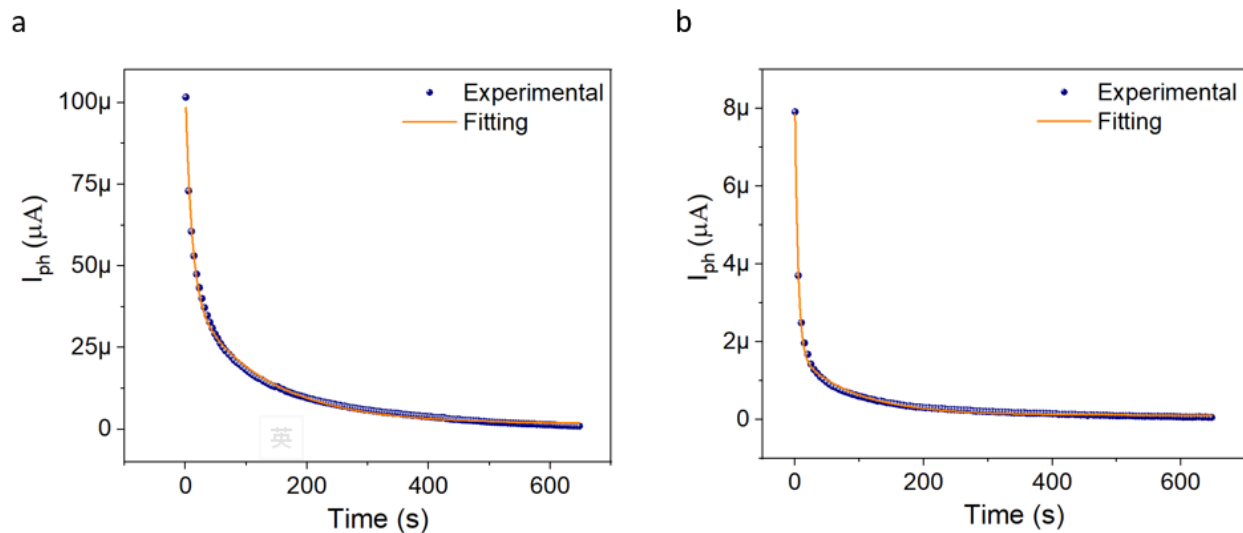 a
100μ
75μ
50μ
25μ
0
I_ph (μA)
0 200 400 600
Time (s)
Experimental
Fitting
英
b
8μ
6μ
4μ
2μ
0
I_ph (μA)
0 200 400 600
Time (s)
Experimental
Fitting